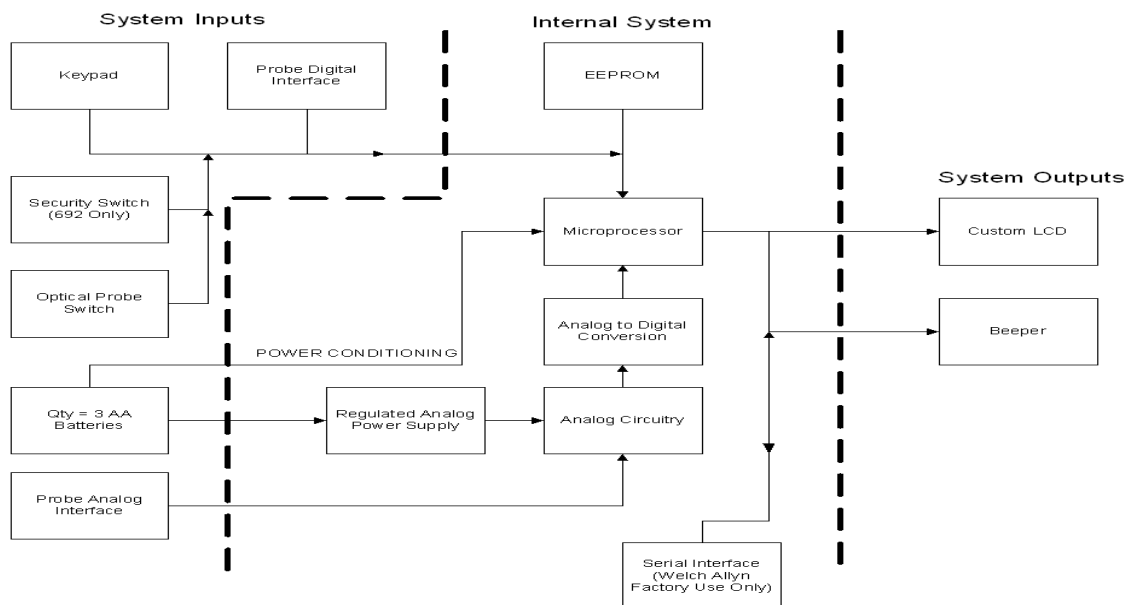 System Inputs
Internal System
Keypad
Probe Digital
Interface
EEPROM
Security Switch
(692 Only)
System Outputs
Microprocessor
Custom LCD
Optical Probe
Switch
Analog to Digital
Conversion
Beeper
POWER CONDITIONING
Qty = 3 AA
Batteries
Regulated Analog
Power Supply
Analog Circuitry
Probe Analog
Interface
Serial Interface
(Welch Allyn
Factory Use Only)